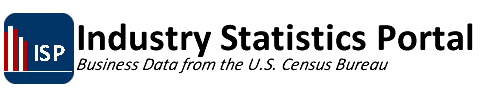 ISP
Industry Statistics Portal
Business Data from the U.S. Census Bureau